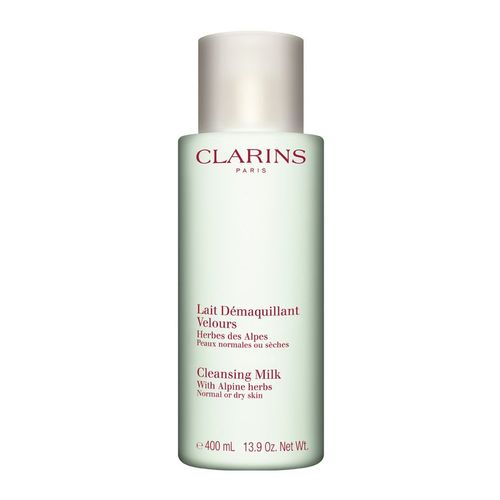 CLARINS
PARIS
Lait Démaquillant
Velours
Herbes des Alpes
Peaux normales ou sèches
Cleansing Milk
With Alpine herbs
Normal or dry skin
℮ 400 mL 13.9 Oz. Net Wt.